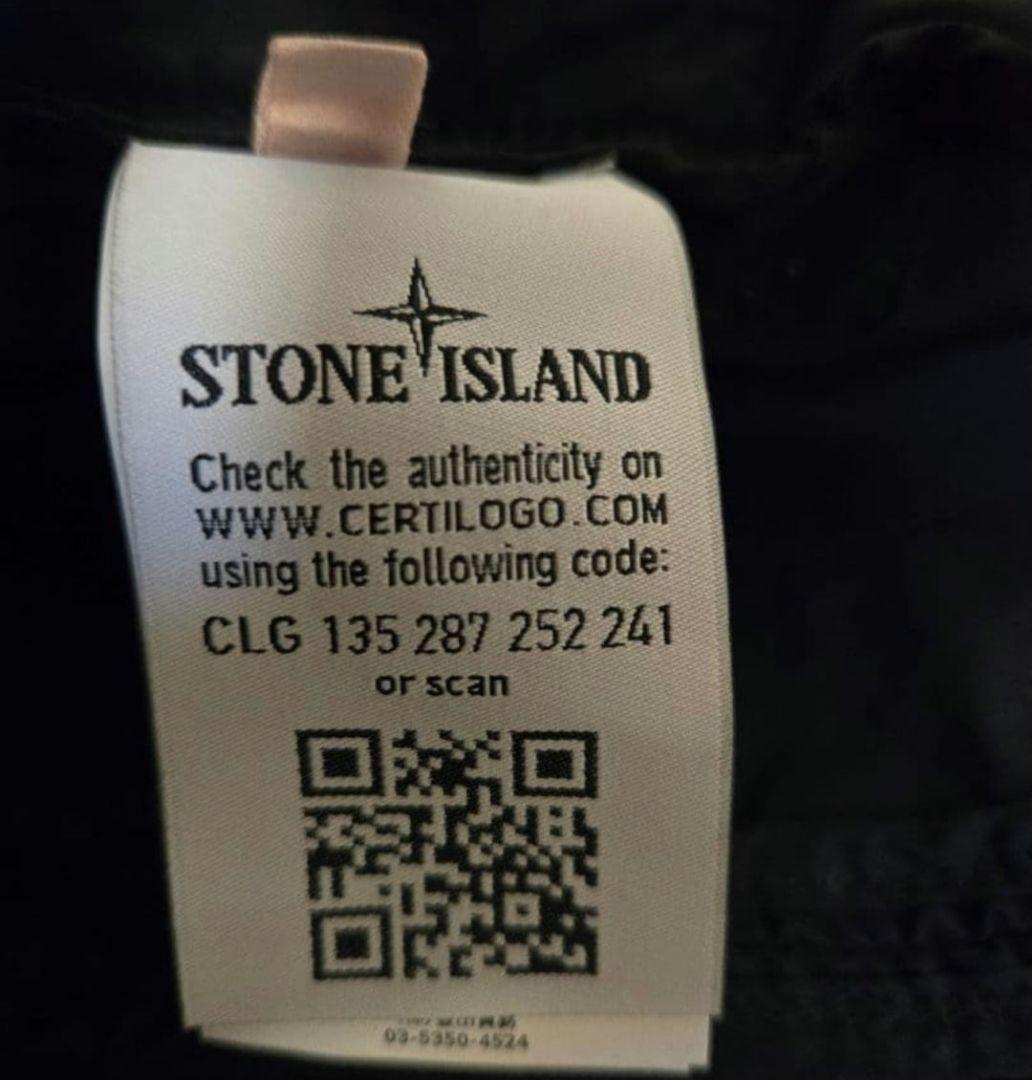 STONE ISLAND
Check the authenticity on
WWW.CERTILOGO.COM
using the following code:
CLG 135 287 252 241
or scan
03-5350-4524